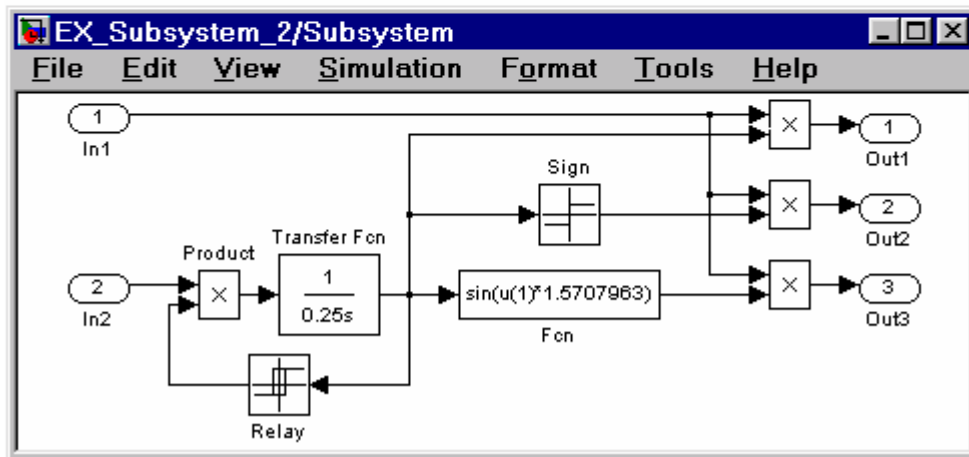 EX_Subsystem_2/Subsystem
File Edit View Simulation Format Tools Help
1
In1
×
1
Out1
Sign
×
2
Out2
Product
Transfer Fcn
2
In2
×
1
0.25s
sin(u(1)*1.5707963)
Fcn
×
3
Out3
Relay